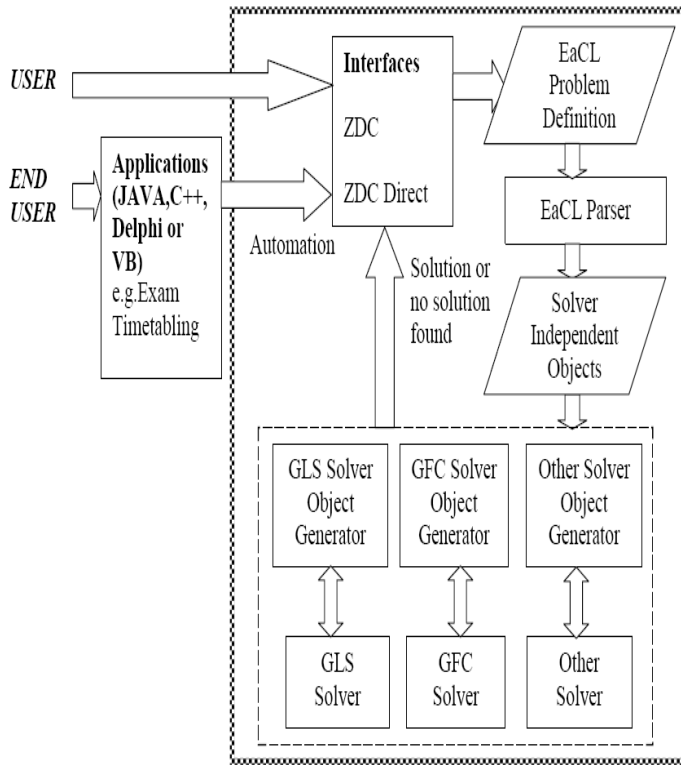 USER
END
USER
Applications
(JAVA,C++,
Delphi or
VB)
e.g.Exam
Timetabling
Automation
Interfaces
ZDC
ZDC Direct
EaCL
Problem
Definition
EaCL Parser
Solver
Independent
Objects
Solution or
no solution
found
GLS Solver
Object
Generator
GFC Solver
Object
Generator
Other Solver
Object
Generator
GLS
Solver
GFC
Solver
Other
Solver